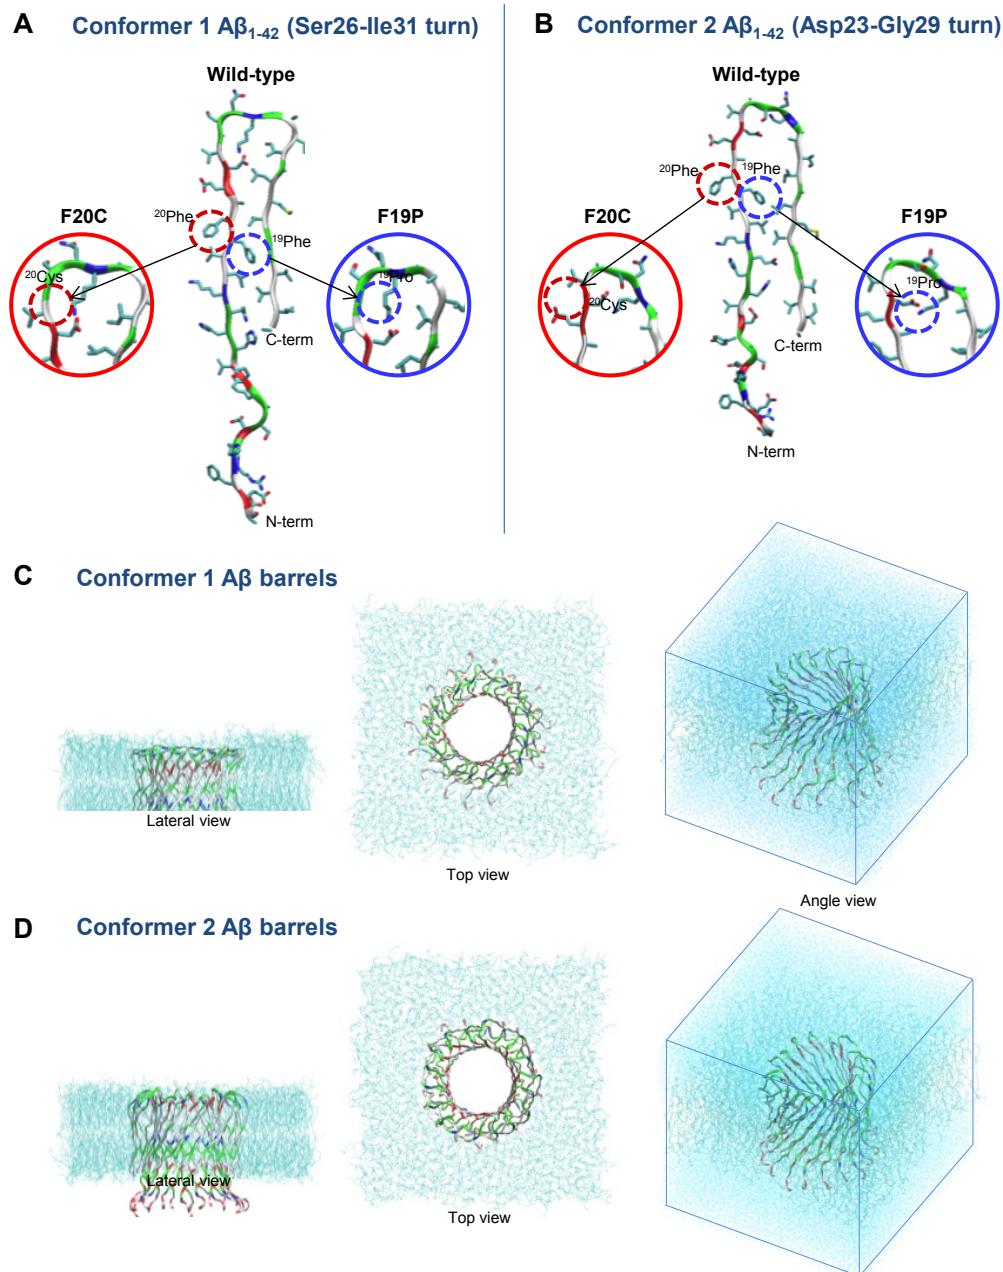 A
Conformer 1 Aβ₁₋₄₂ (Ser26-Ile31 turn)
Wild-type
²⁰Phe
¹⁹Phe
F20C
²⁰Cys
F19P
¹⁹Pro
C-term
N-term
B
Conformer 2 Aβ₁₋₄₂ (Asp23-Gly29 turn)
Wild-type
²⁰Phe
¹⁹Phe
F20C
²⁰Cys
F19P
¹⁹Pro
C-term
N-term
C
Conformer 1 Aβ barrels
Lateral view
Top view
Angle view
D
Conformer 2 Aβ barrels
Lateral view
Top view